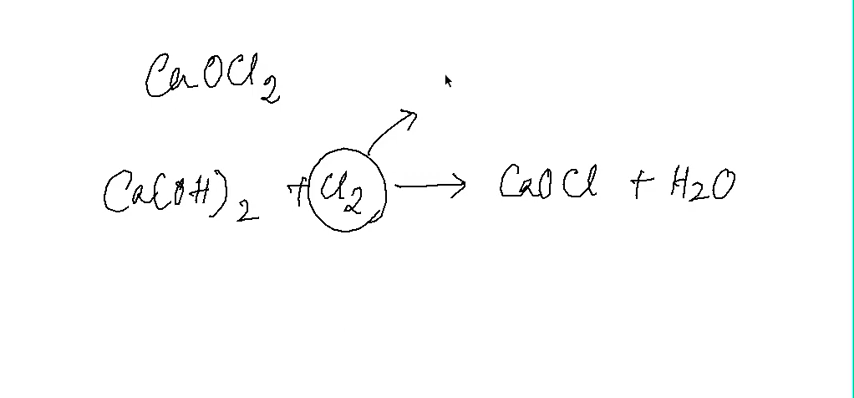 CaOCl2
Ca(OH)2 + Cl2 → CaOCl + H2O